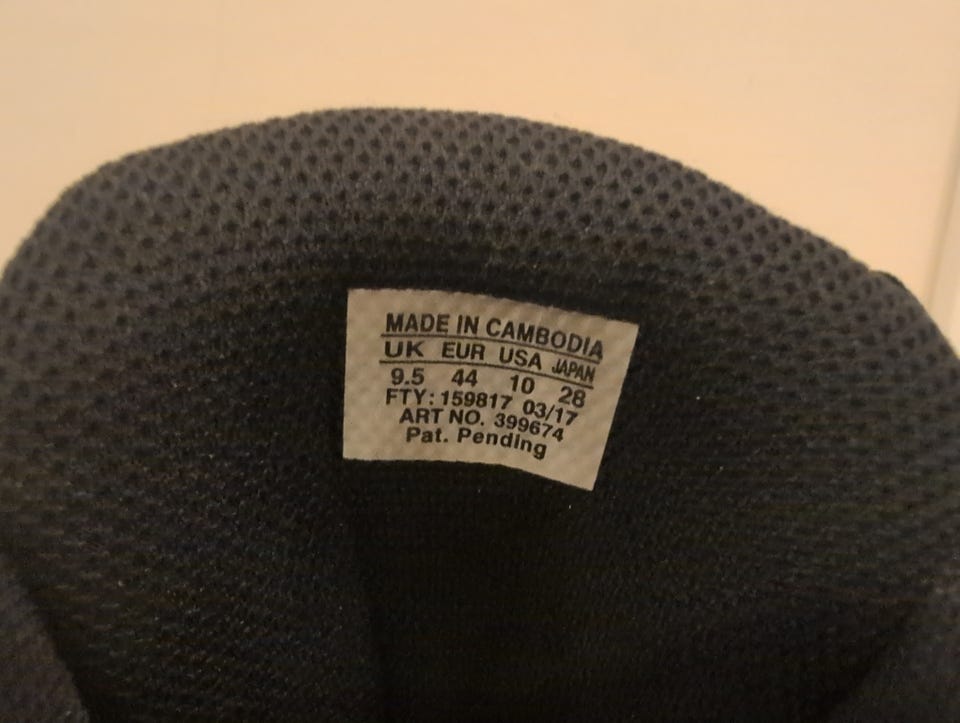 MADE IN CAMBODIA
UK EUR USA JAPAN
9.5 44 10 28
FTY: 159817 03/17
ART NO. 399674
Pat. Pending